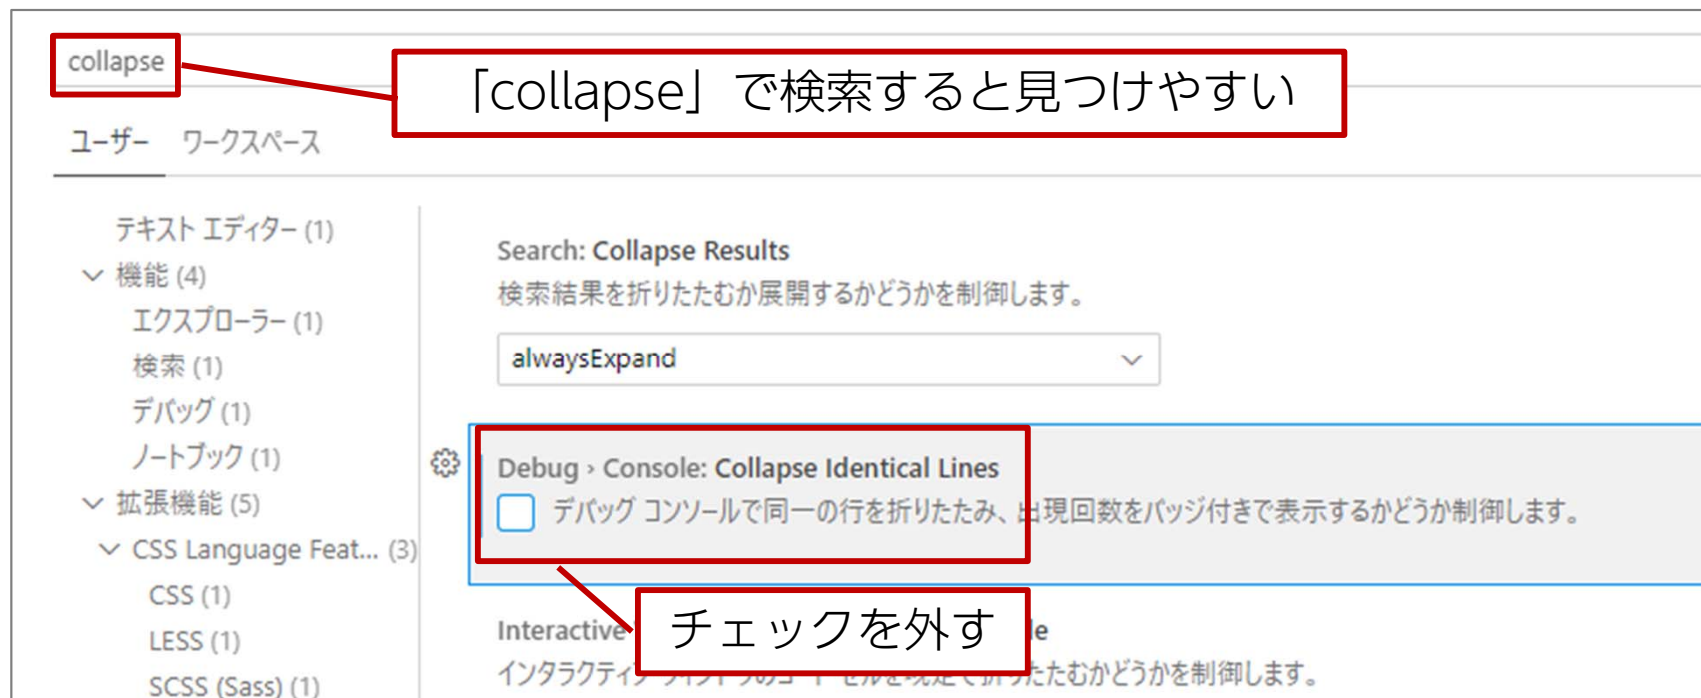 collapse
「collapse」で検索すると見つけやすい
ユーザー ワークスペース
テキスト エディター (1)
機能 (4)
エクスプローラー (1)
検索 (1)
デバッグ (1)
ノートブック (1)
拡張機能 (5)
CSS Language Feat... (3)
CSS (1)
LESS (1)
SCSS (Sass) (1)
Search: Collapse Results
検索結果を折りたたむか展開するかどうかを制御します。
alwaysExpand
Debug › Console: Collapse Identical Lines
デバッグ コンソールで同一の行を折りたたみ、出現回数をバッジ付きで表示するかどうか制御します。
チェックを外す
Interactive
インタラクティブ たたむかどうかを制御します。